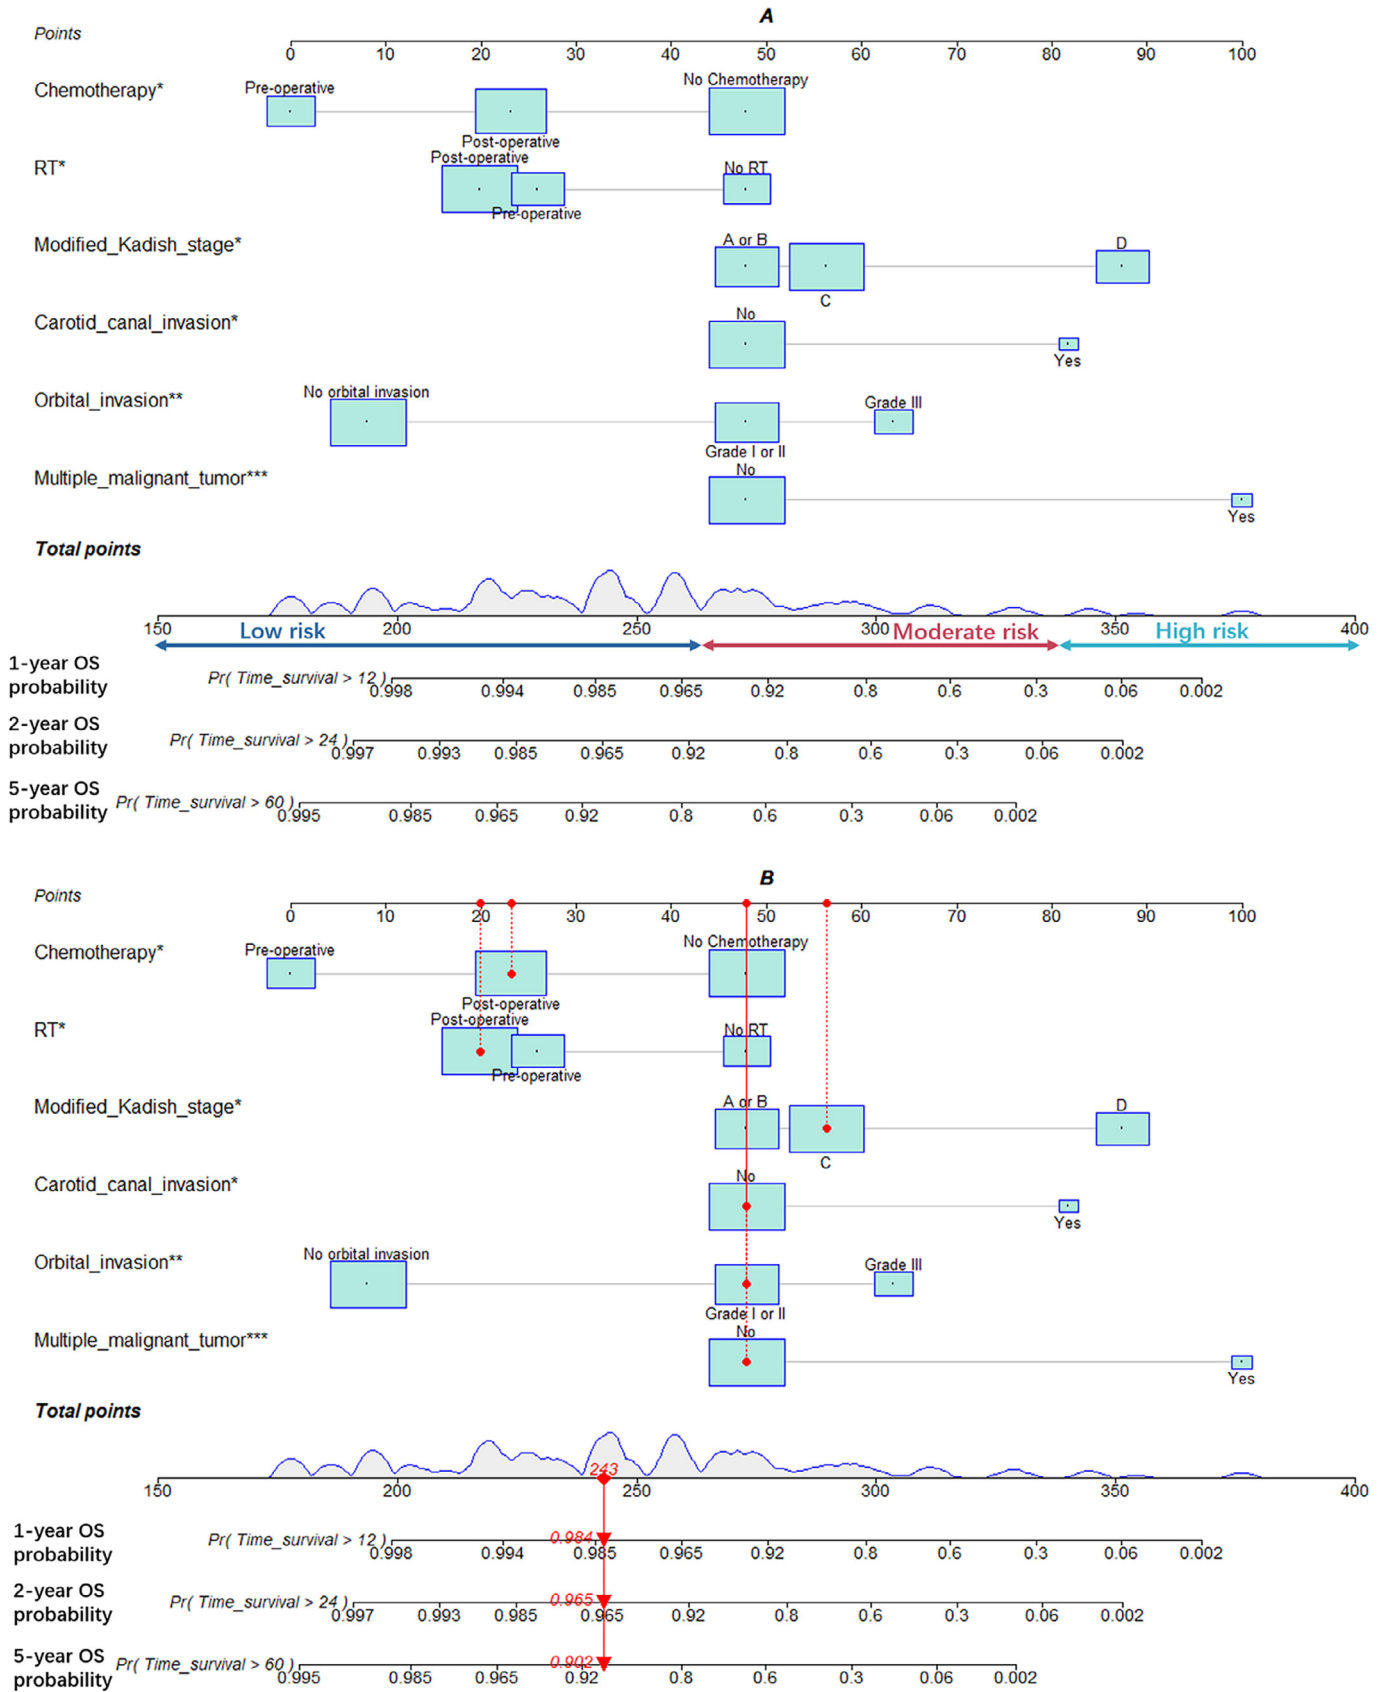 A
Points
0 10 20 30 40 50 60 70 80 90 100
Chemotherapy*
Pre-operative
Post-operative
No Chemotherapy
RT*
Post-operative
Pre-operative
No RT
Modified_Kadish_stage*
A or B
C
D
Carotid_canal_invasion*
No
Yes
Orbital_invasion**
No orbital invasion
Grade I or II
Grade III
Multiple_malignant_tumor***
No
Yes
Total points
150 200 250 300 350 400
Low risk Moderate risk High risk
1-year OS
probability
Pr( Time_survival > 12 )
0.998 0.994 0.985 0.965 0.92 0.8 0.6 0.3 0.06 0.002
2-year OS
probability
Pr( Time_survival > 24 )
0.997 0.993 0.985 0.965 0.92 0.8 0.6 0.3 0.06 0.002
5-year OS
probability
Pr( Time_survival > 60 )
0.995 0.985 0.965 0.92 0.8 0.6 0.3 0.06 0.002
B
Points
0 10 20 30 40 50 60 70 80 90 100
Chemotherapy*
Pre-operative
Post-operative
No Chemotherapy
RT*
Post-operative
Pre-operative
No RT
Modified_Kadish_stage*
A or B
C
D
Carotid_canal_invasion*
No
Yes
Orbital_invasion**
No orbital invasion
Grade I or II
Grade III
Multiple_malignant_tumor***
No
Yes
Total points
243
150 200 250 300 350 400
1-year OS
probability
Pr( Time_survival > 12 )
0.984
0.998 0.994 0.985 0.965 0.92 0.8 0.6 0.3 0.06 0.002
2-year OS
probability
Pr( Time_survival > 24 )
0.965
0.997 0.993 0.985 0.965 0.92 0.8 0.6 0.3 0.06 0.002
5-year OS
probability
Pr( Time_survival > 60 )
0.902
0.995 0.985 0.965 0.92 0.8 0.6 0.3 0.06 0.002